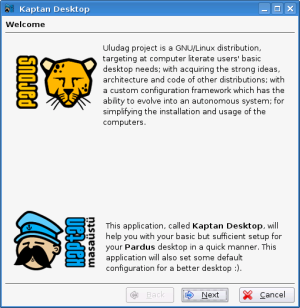 Kaptan Desktop
Welcome
Uludag project is a GNU/Linux distribution,
targeting at computer literate users' basic
desktop needs; with acquiring the strong ideas,
architecture and code of other distributions; with
a custom configuration framework which has the
ability to evolve into an autonomous system; for
simplifying the installation and usage of the
computers.
pardus
This application, called Kaptan Desktop, will
help you with your basic but sufficient setup for
your Pardus desktop in a quick manner. This
application will also set some default
configuration for a better desktop :).
kaptan
masaüstü
Back
Next
Cancel